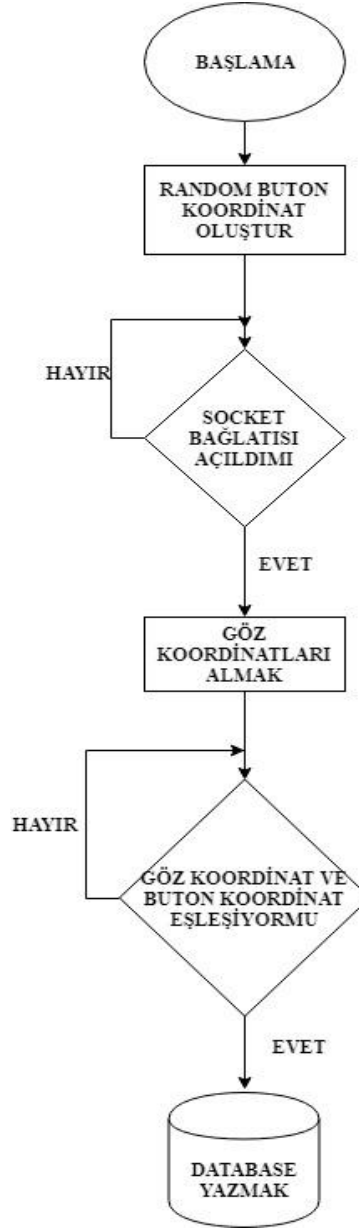 BAŞLAMA
RANDOM BUTON
KOORDİNAT
OLUŞTUR
HAYIR
SOCKET
BAĞLATISI
AÇILDIMI
EVET
GÖZ
KOORDİNATLARI
ALMAK
HAYIR
GÖZ KOORDİNAT VE
BUTON KOORDİNAT
EŞLEŞİYORMU
EVET
DATABASE
YAZMAK